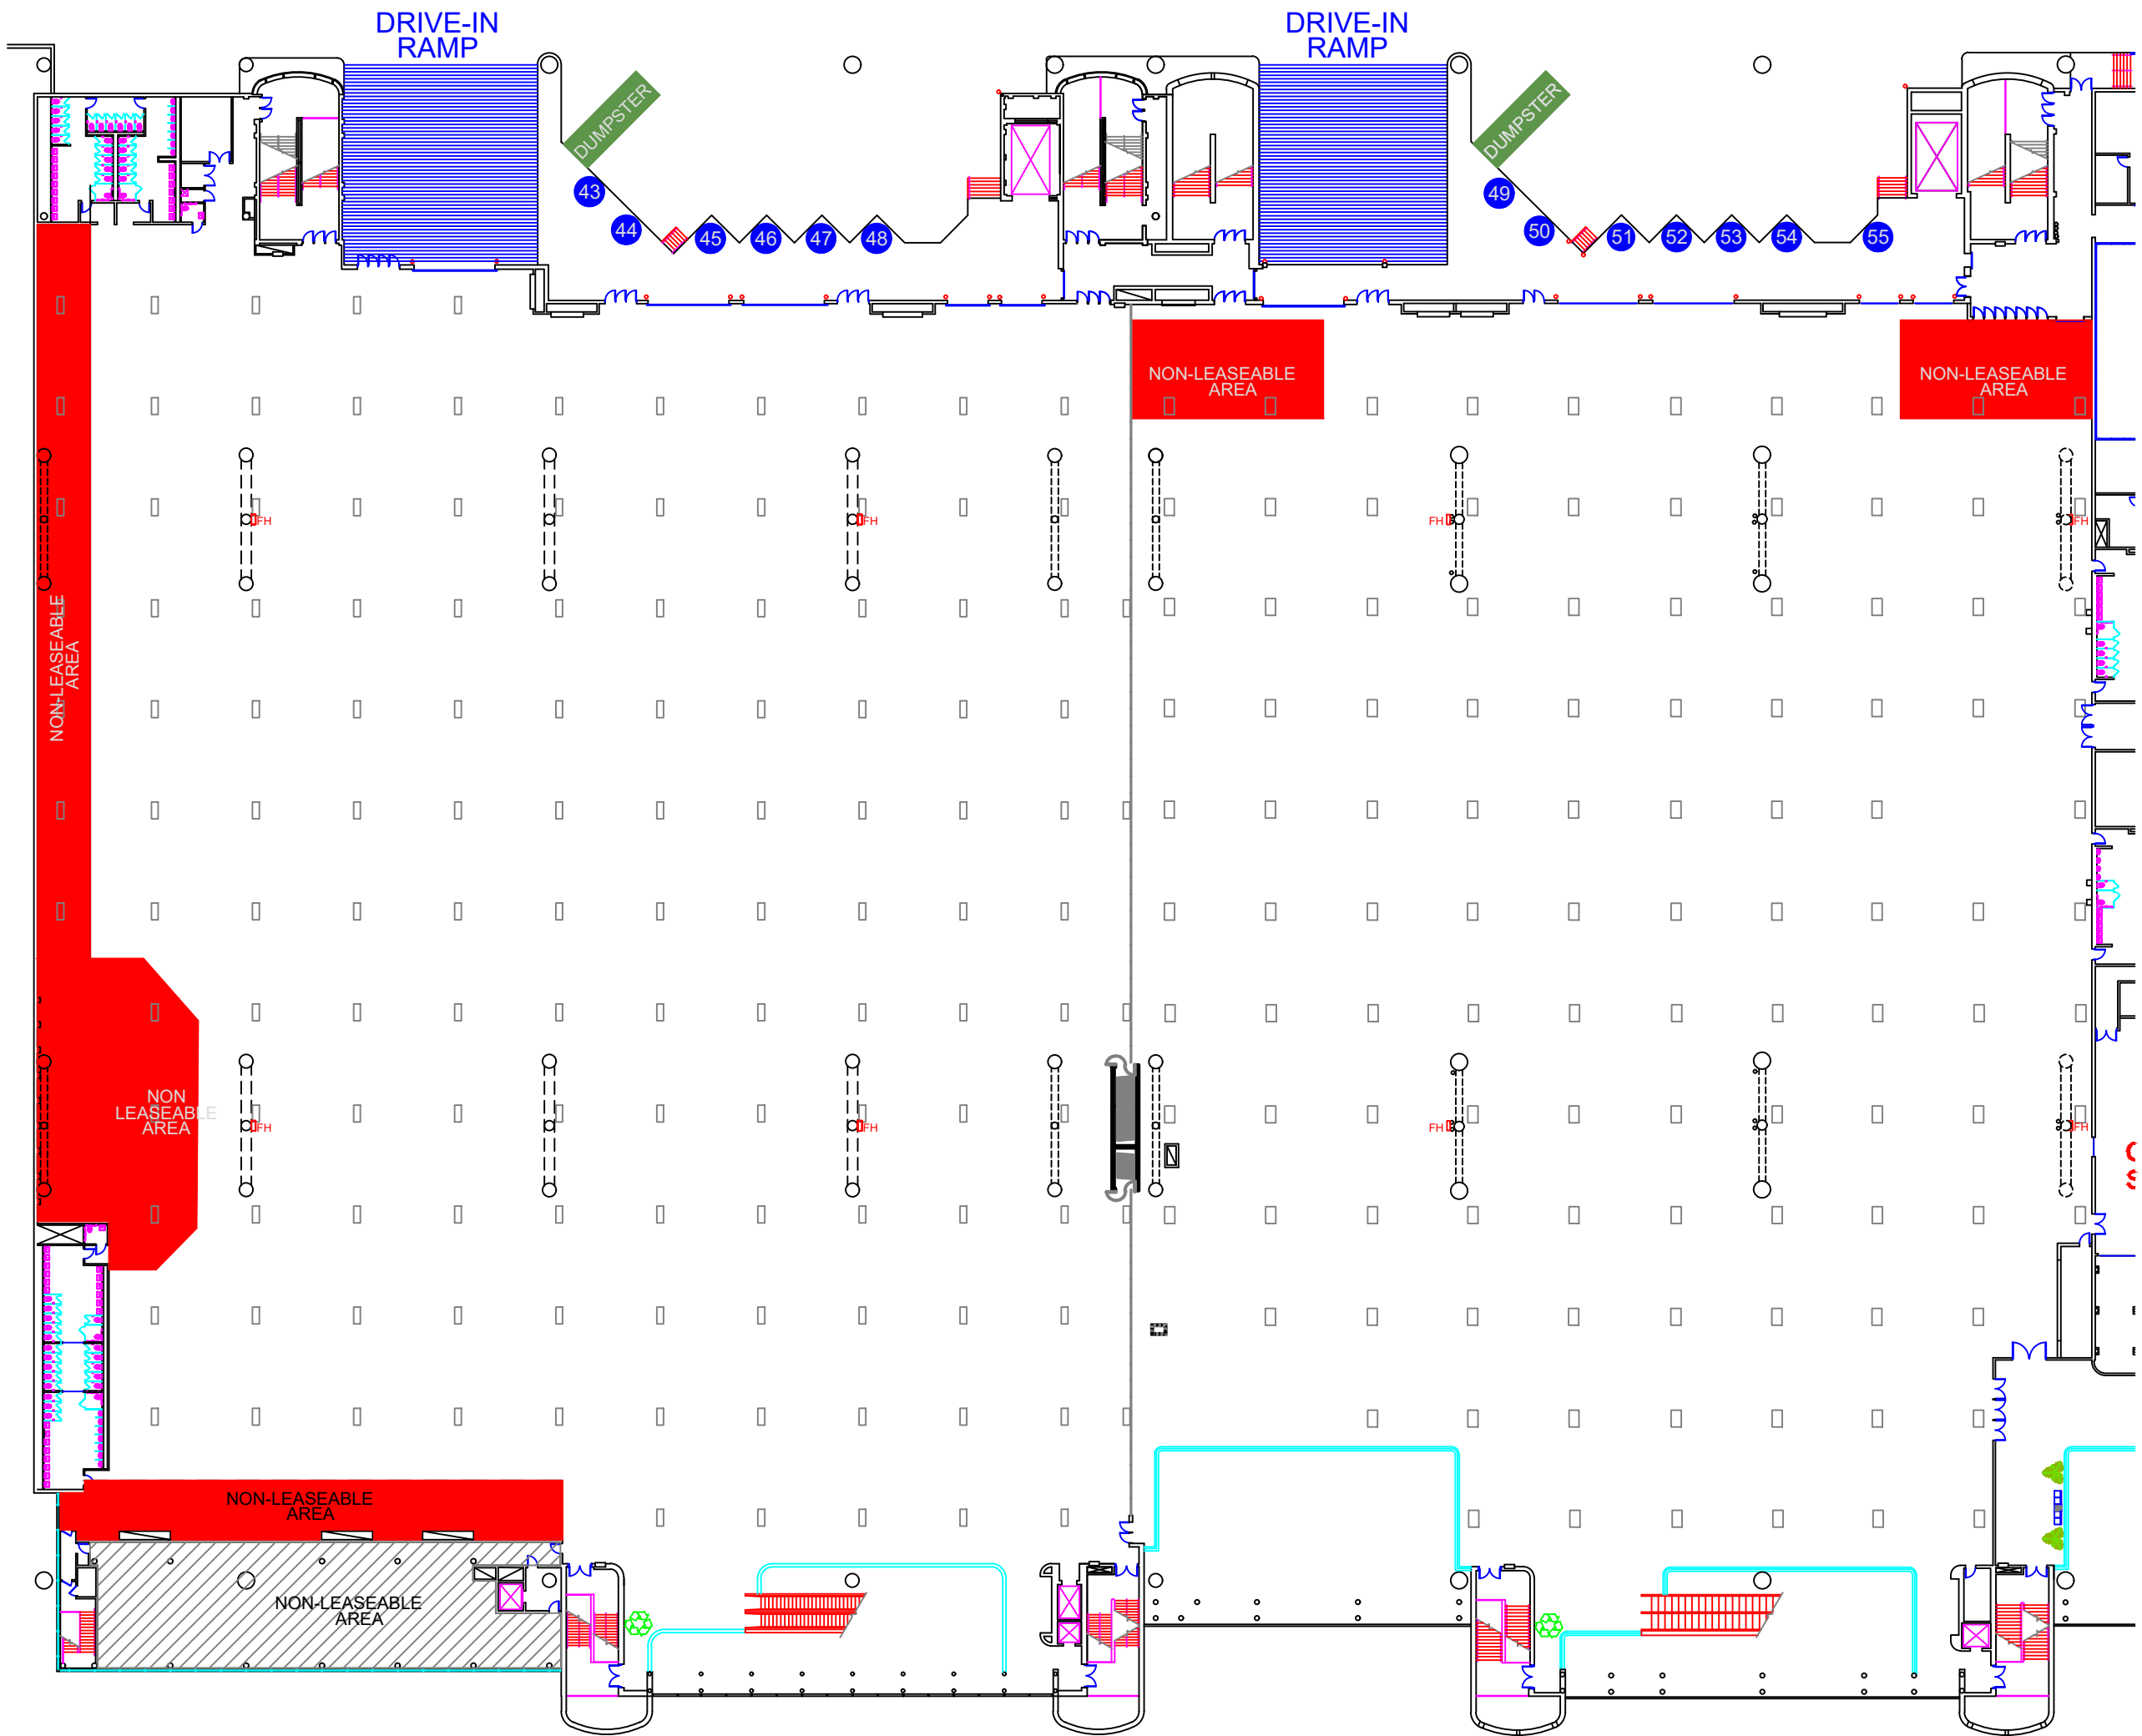 DRIVE-IN
RAMP
DRIVE-IN
RAMP
DUMPSTER
DUMPSTER
43
44
45
46
47
48
49
50
51
52
53
54
55
NON-LEASEABLE
AREA
NON-LEASEABLE
AREA
FH
FH
FH
FH
NON-LEASEABLE
AREA
NON
LEASEABLE
AREA
FH
FH
FH
FH
NON-LEASEABLE
AREA
NON-LEASEABLE
AREA